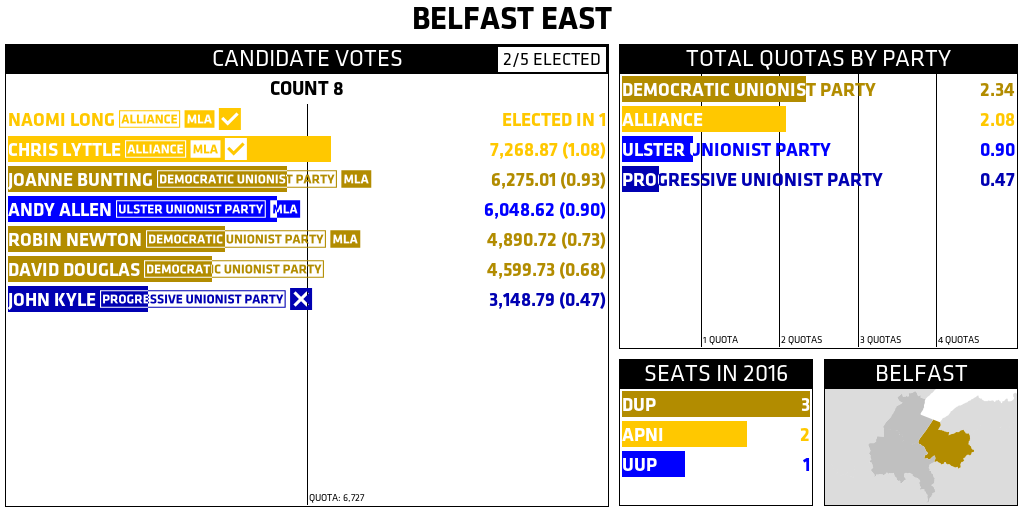 BELFAST EAST
CANDIDATE VOTES 2/5 ELECTED
COUNT 8
NAOMI LONG ALLIANCE MLA ELECTED IN 1
CHRIS LYTTLE ALLIANCE MLA 7,268.87 (1.08)
JOANNE BUNTING DEMOCRATIC UNIONIST PARTY MLA 6,275.01 (0.93)
ANDY ALLEN ULSTER UNIONIST PARTY MLA 6,048.62 (0.90)
ROBIN NEWTON DEMOCRATIC UNIONIST PARTY MLA 4,890.72 (0.73)
DAVID DOUGLAS DEMOCRATIC UNIONIST PARTY 4,599.73 (0.68)
JOHN KYLE PROGRESSIVE UNIONIST PARTY 3,148.79 (0.47)
QUOTA: 6,727
TOTAL QUOTAS BY PARTY
DEMOCRATIC UNIONIST PARTY 2.34
ALLIANCE 2.08
ULSTER UNIONIST PARTY 0.90
PROGRESSIVE UNIONIST PARTY 0.47
1 QUOTA 2 QUOTAS 3 QUOTAS 4 QUOTAS
SEATS IN 2016
DUP 3
APNI 2
UUP 1
BELFAST